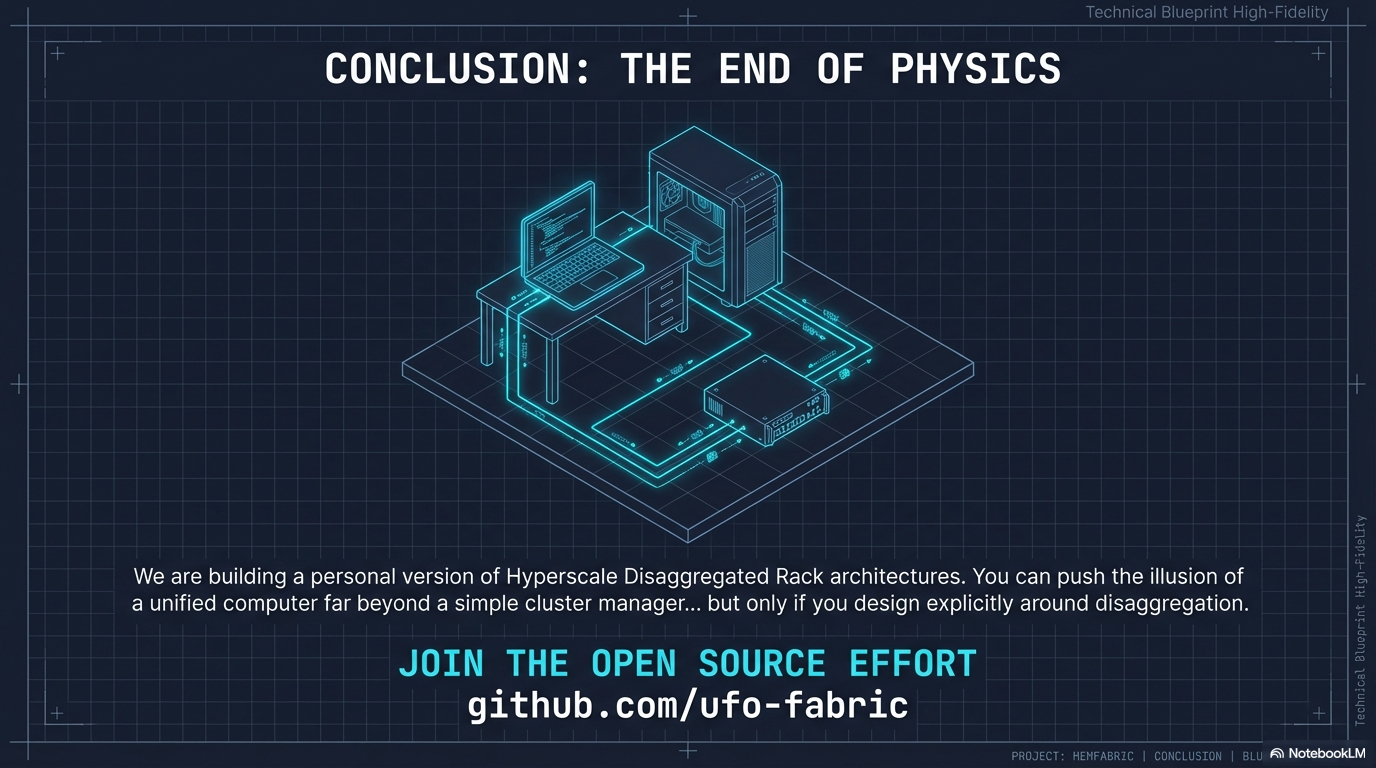 Technical Blueprint High-Fidelity
CONCLUSION: THE END OF PHYSICS
We are building a personal version of Hyperscale Disaggregated Rack architectures. You can push the illusion of
a unified computer far beyond a simple cluster manager... but only if you design explicitly around disaggregation.
JOIN THE OPEN SOURCE EFFORT
github.com/ufo-fabric
Technical Blueprint High-Fidelity
PROJECT: HEMFABRIC | CONCLUSION | BLU
NotebookLM